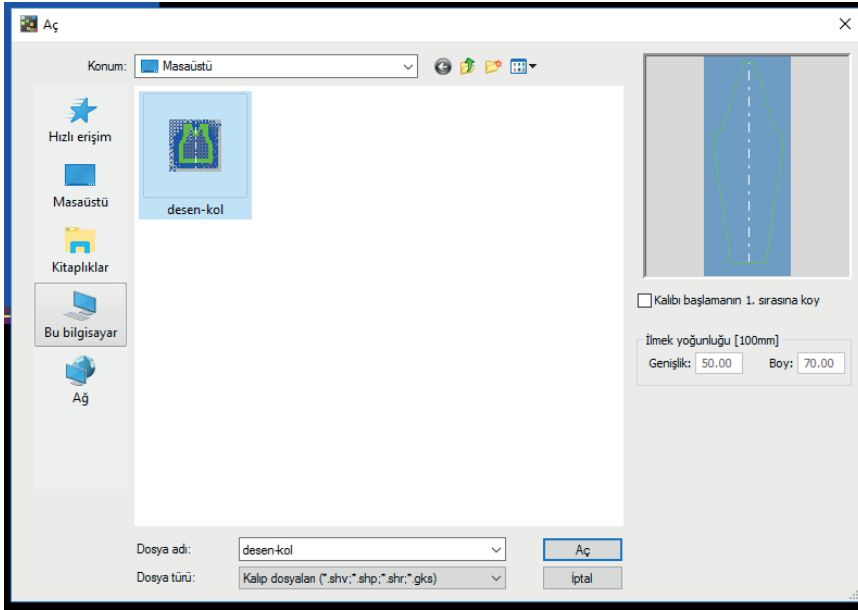 Aç
Konum: Masaüstü
Hızlı erişim
Masaüstü
Kitaplıklar
Bu bilgisayar
Ağ
desen-kol
Kalıbı başlamanın 1. sırasına koy
İlmek yoğunluğu [100mm]
Genişlik: 50.00 Boy: 70.00
Dosya adı: desen-kol Aç
Dosya türü: Kalıp dosyaları (*.shv;*.shp;*.shr;*.gks) İptal